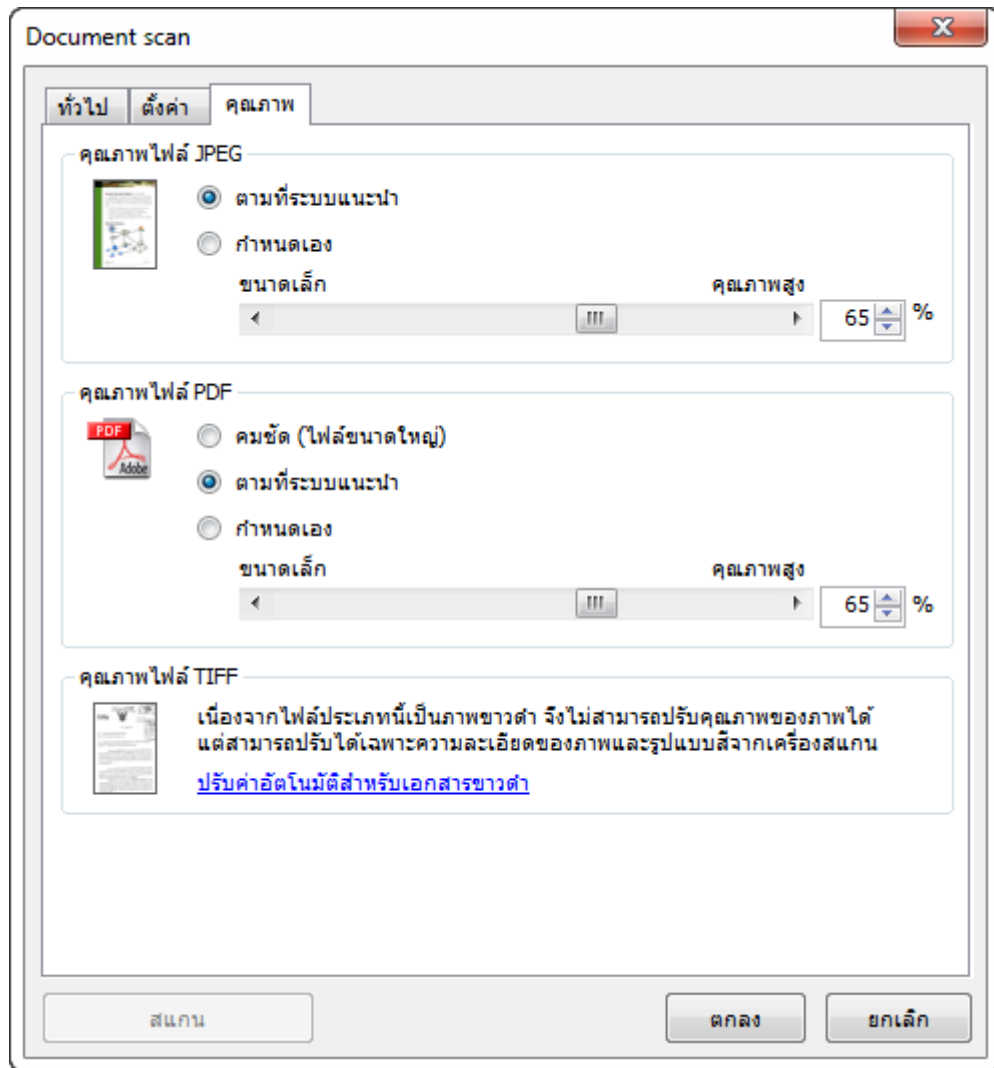 Document scan
ทั่วไป ตั้งค่า คุณภาพ
คุณภาพไฟล์ JPEG
ตามที่ระบบแนะนำ
กำหนดเอง
ขนาดเล็ก คุณภาพสูง
65 %
คุณภาพไฟล์ PDF
PDF
Adobe
คมชัด (ไฟล์ขนาดใหญ่)
ตามที่ระบบแนะนำ
กำหนดเอง
ขนาดเล็ก คุณภาพสูง
65 %
คุณภาพไฟล์ TIFF
เนื่องจากไฟล์ประเภทนี้เป็นภาพขาวดำ จึงไม่สามารถปรับคุณภาพของภาพได้
แต่สามารถปรับได้เฉพาะความละเอียดของภาพและรูปแบบสีจากเครื่องสแกน
ปรับค่าอัตโนมัติสำหรับเอกสารขาวดำ
สแกน ตกลง ยกเลิก